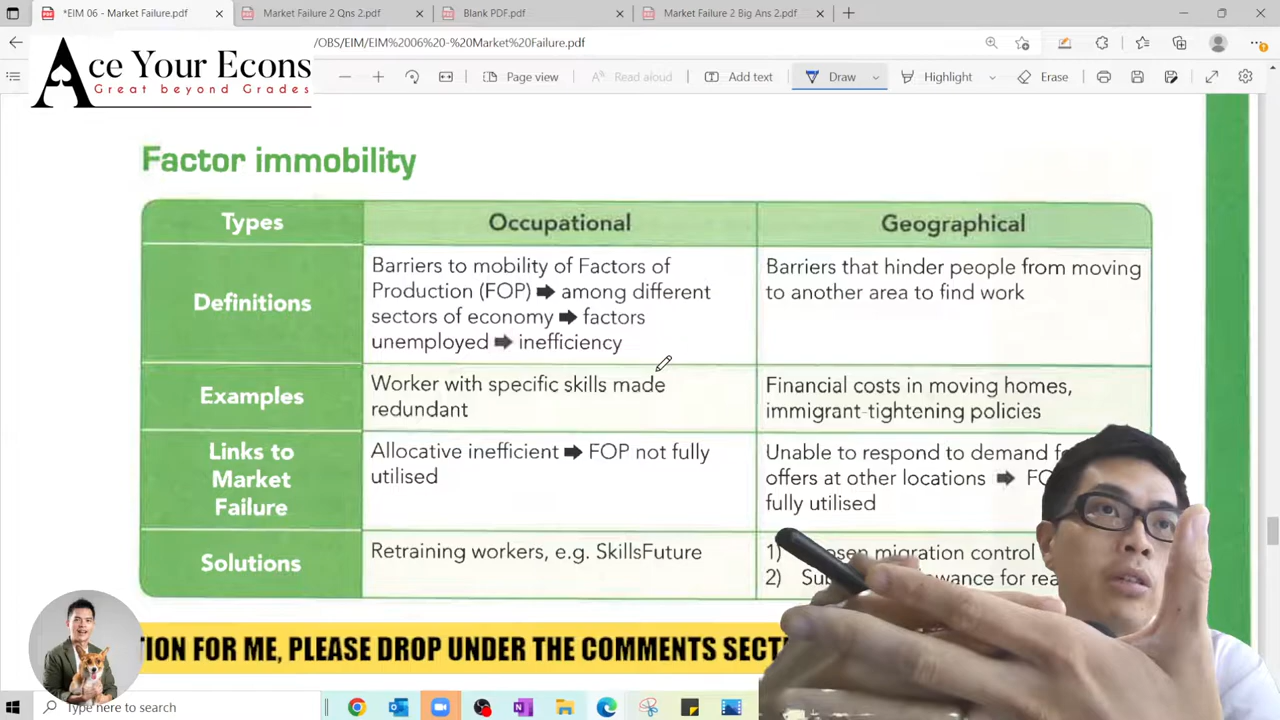 *EIM 06 - Market Failure.pdf
Market Failure 2 Qns 2.pdf
Blank PDF.pdf
Market Failure 2 Big Ans 2.pdf
/OBS/EIM/EIM%2006%20-%20Market%20Failure.pdf
Ace Your Econs
Great beyond Grades
Page view
Read aloud
Add text
Draw
Highlight
Erase
Factor immobility
Types
Occupational
Geographical
Definitions
Barriers to mobility of Factors of
Production (FOP) ➡ among different
sectors of economy ➡ factors
unemployed ➡ inefficiency
Barriers that hinder people from moving
to another area to find work
Examples
Worker with specific skills made
redundant
Financial costs in moving homes,
immigrant-tightening policies
Links to
Market
Failure
Allocative inefficient ➡ FOP not fully
utilised
Unable to respond to demand
offers at other locations ➡
fully utilised
Solutions
Retraining workers, e.g. SkillsFuture
1) migration control
2) for
TION FOR ME, PLEASE DROP UNDER THE COMMENTS SECT
Type here to search